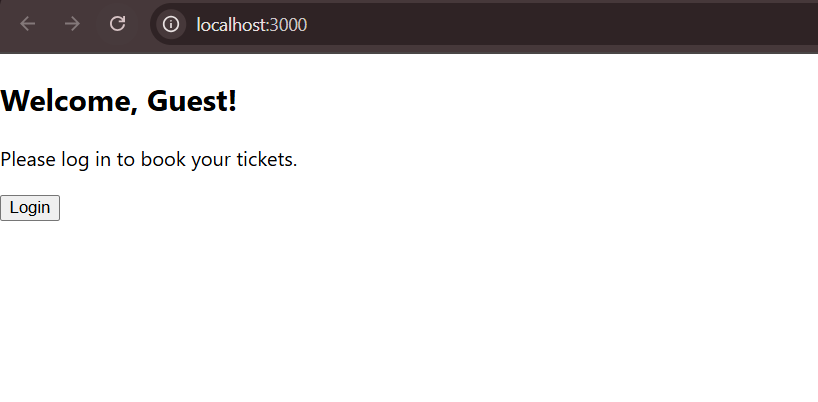 localhost:3000
Welcome, Guest!
Please log in to book your tickets.
Login